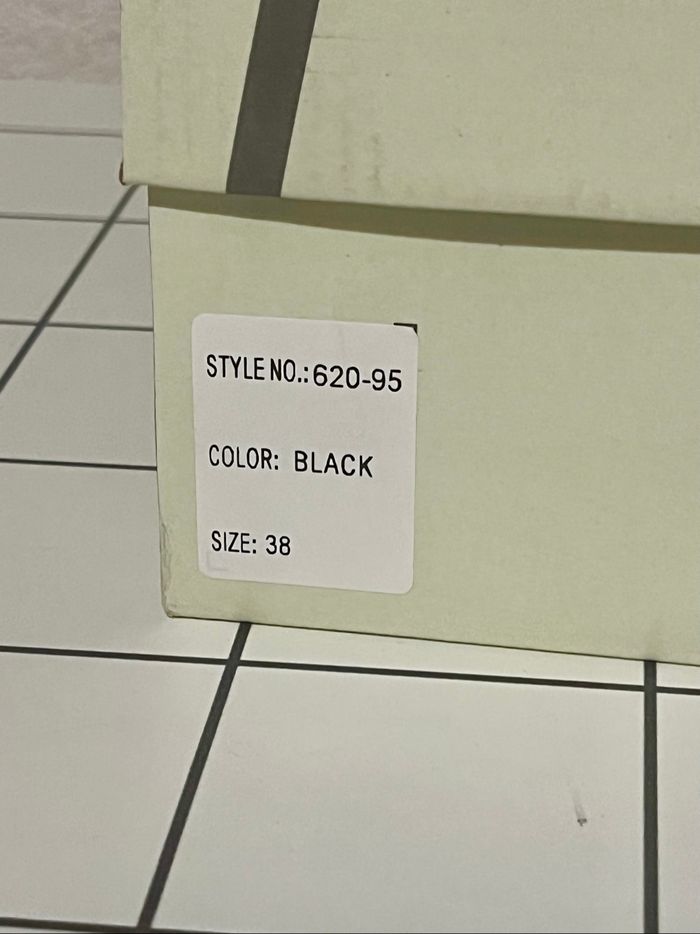 STYLE NO.:620-95
COLOR: BLACK
SIZE: 38